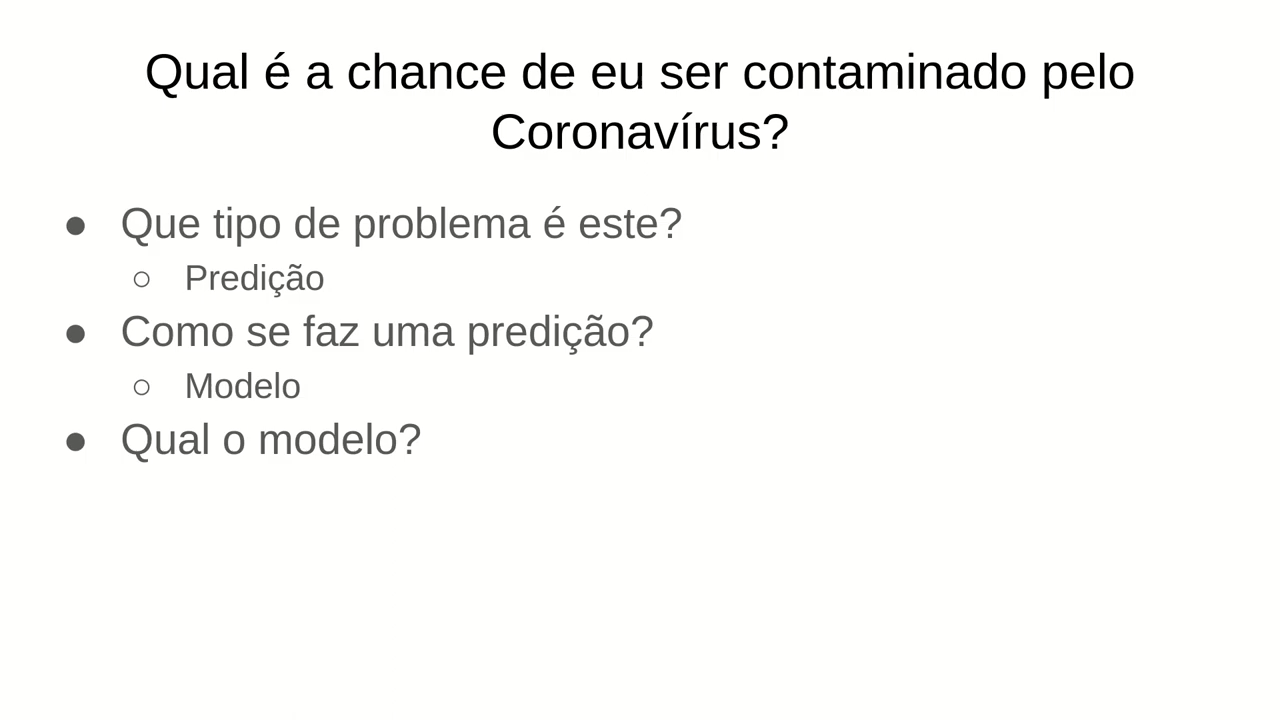 Qual é a chance de eu ser contaminado pelo
Coronavírus?
● Que tipo de problema é este?
○ Predição
● Como se faz uma predição?
○ Modelo
● Qual o modelo?